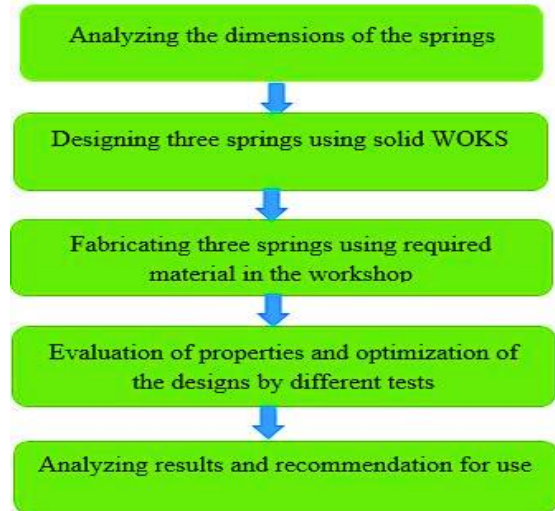 Analyzing the dimensions of the springs
Designing three springs using solid WOKS
Fabricating three springs using required
material in the workshop
Evaluation of properties and optimization of
the designs by different tests
Analyzing results and recommendation for use